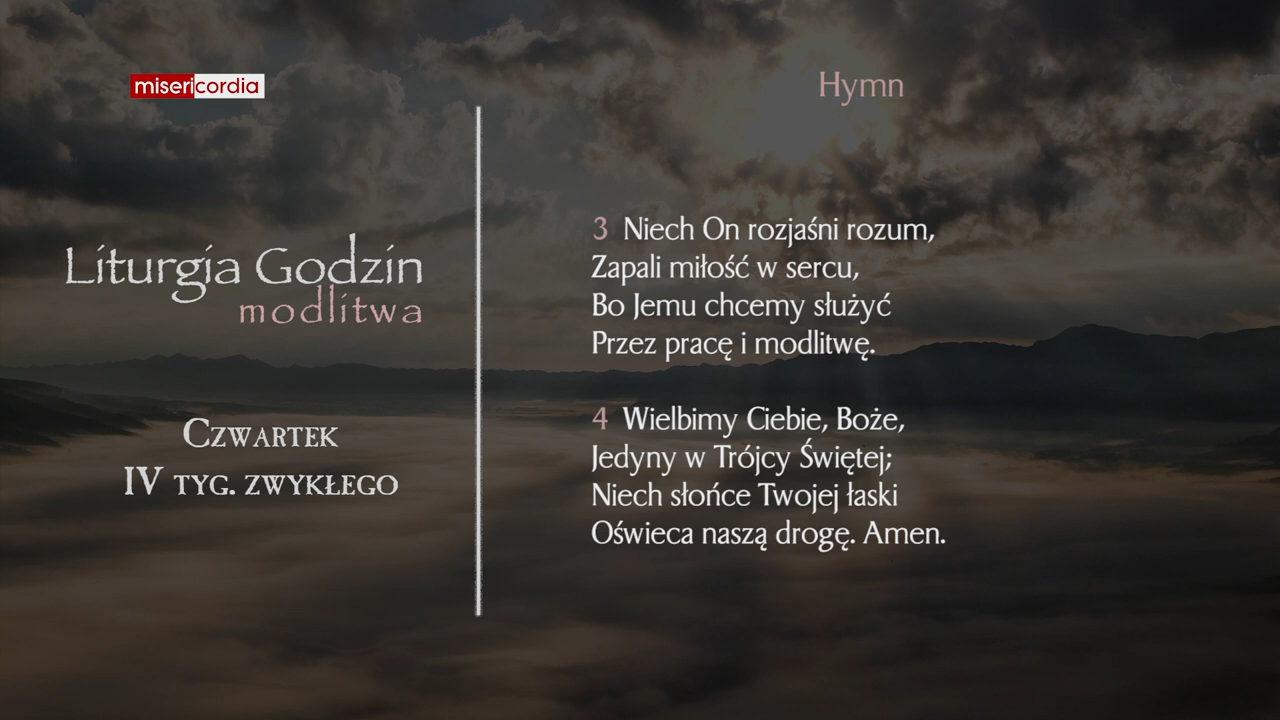 misericordia
Liturgia Godzin
modlitwa
Czwartek
IV tyg. zwykłego
Hymn
3 Niech On rozjaśni rozum,
Zapali miłość w sercu,
Bo Jemu chcemy służyć
Przez pracę i modlitwę.
4 Wielbimy Ciebie, Boże,
Jedyny w Trójcy Świętej;
Niech słońce Twojej łaski
Oświeca naszą drogę. Amen.